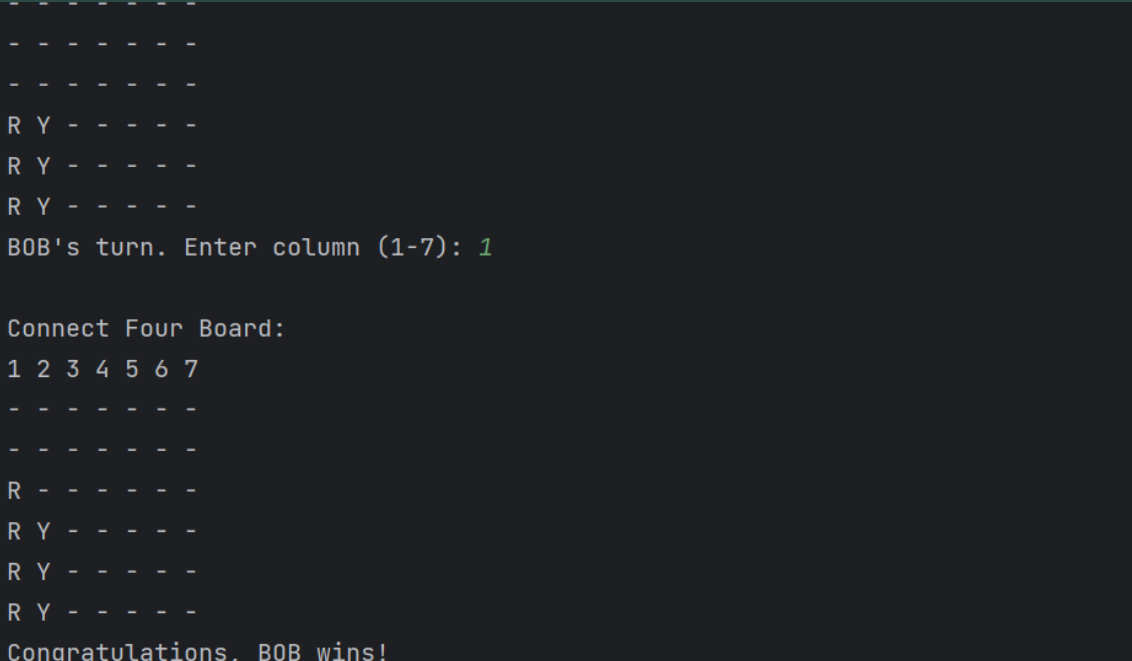 - - - - - - -
- - - - - - -
- - - - - - -
R Y - - - - -
R Y - - - - -
R Y - - - - -
BOB's turn. Enter column (1-7): 1
Connect Four Board:
1 2 3 4 5 6 7
- - - - - - -
- - - - - - -
R - - - - - -
R Y - - - - -
R Y - - - - -
R Y - - - - -
Congratulations, BOB wins!